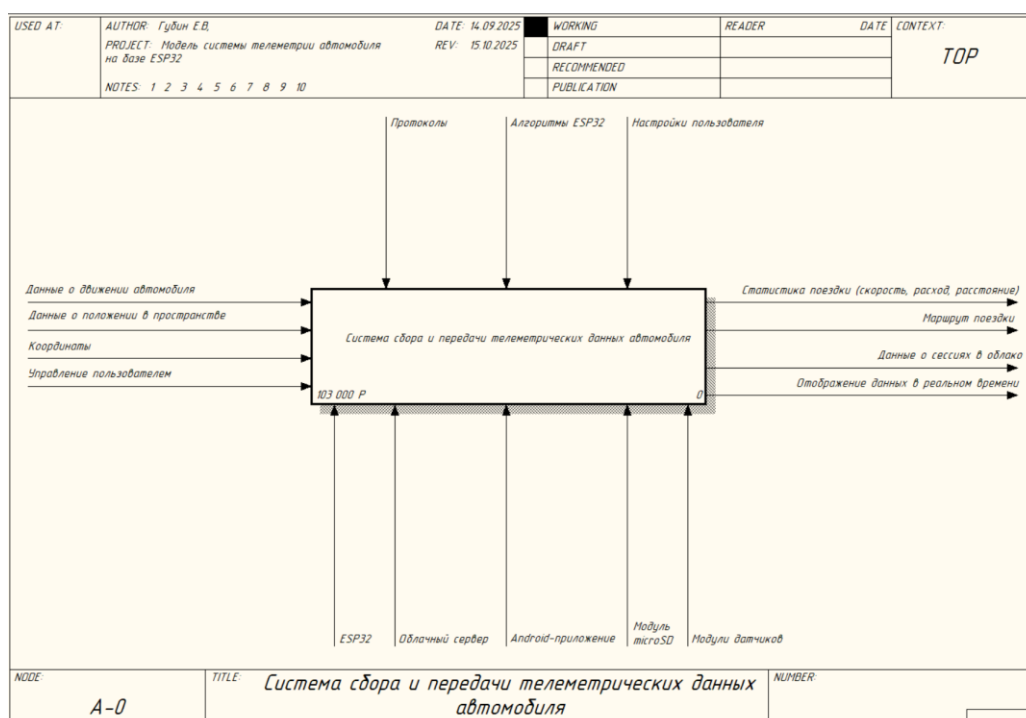 USED AT:
AUTHOR: Губин Е.В,
DATE: 14.09.2025
WORKING
READER
DATE
CONTEXT:
PROJECT: Модель системы телеметрии автомобиля
на базе ESP32
REV: 15.10.2025
DRAFT
TOP
RECOMMENDED
NOTES: 1 2 3 4 5 6 7 8 9 10
PUBLICATION
Протоколы
Алгоритмы ESP32
Настройки пользователя
Данные о движении автомобиля
Данные о положении в пространстве
Координаты
Управление пользователем
Система сбора и передачи телеметрических данных автомобиля
103 000 Р
0
Статистика поездки (скорость, расход, расстояние)
Маршрут поездки
Данные о сессиях в облако
Отображение данных в реальном времени
ESP32
Облачный сервер
Android-приложение
Модуль
microSD
Модули датчиков
NODE:
A-0
TITLE:
Система сбора и передачи телеметрических данных
автомобиля
NUMBER: